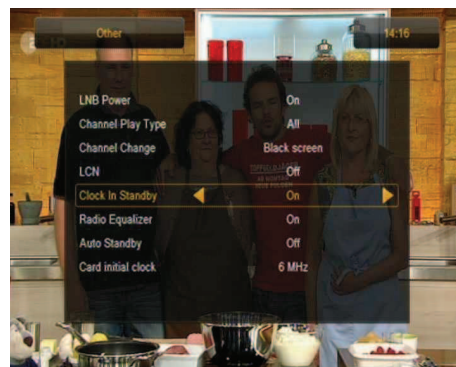 Other 14:16
LNB Power On
Channel Play Type All
Channel Change Black screen
LCN Off
Clock In Standby On
Radio Equalizer On
Auto Standby Off
Card initial clock 6 MHz